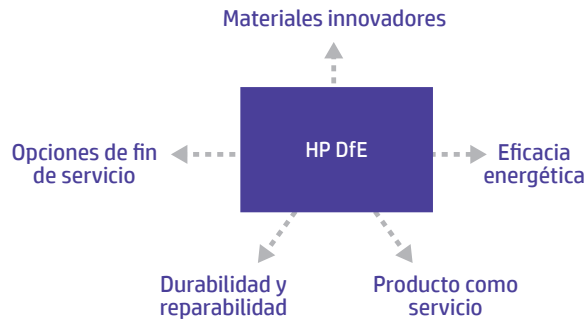 Materiales innovadores
HP DfE
Opciones de fin
de servicio
Eficacia
energética
Durabilidad y
reparabilidad
Producto como
servicio